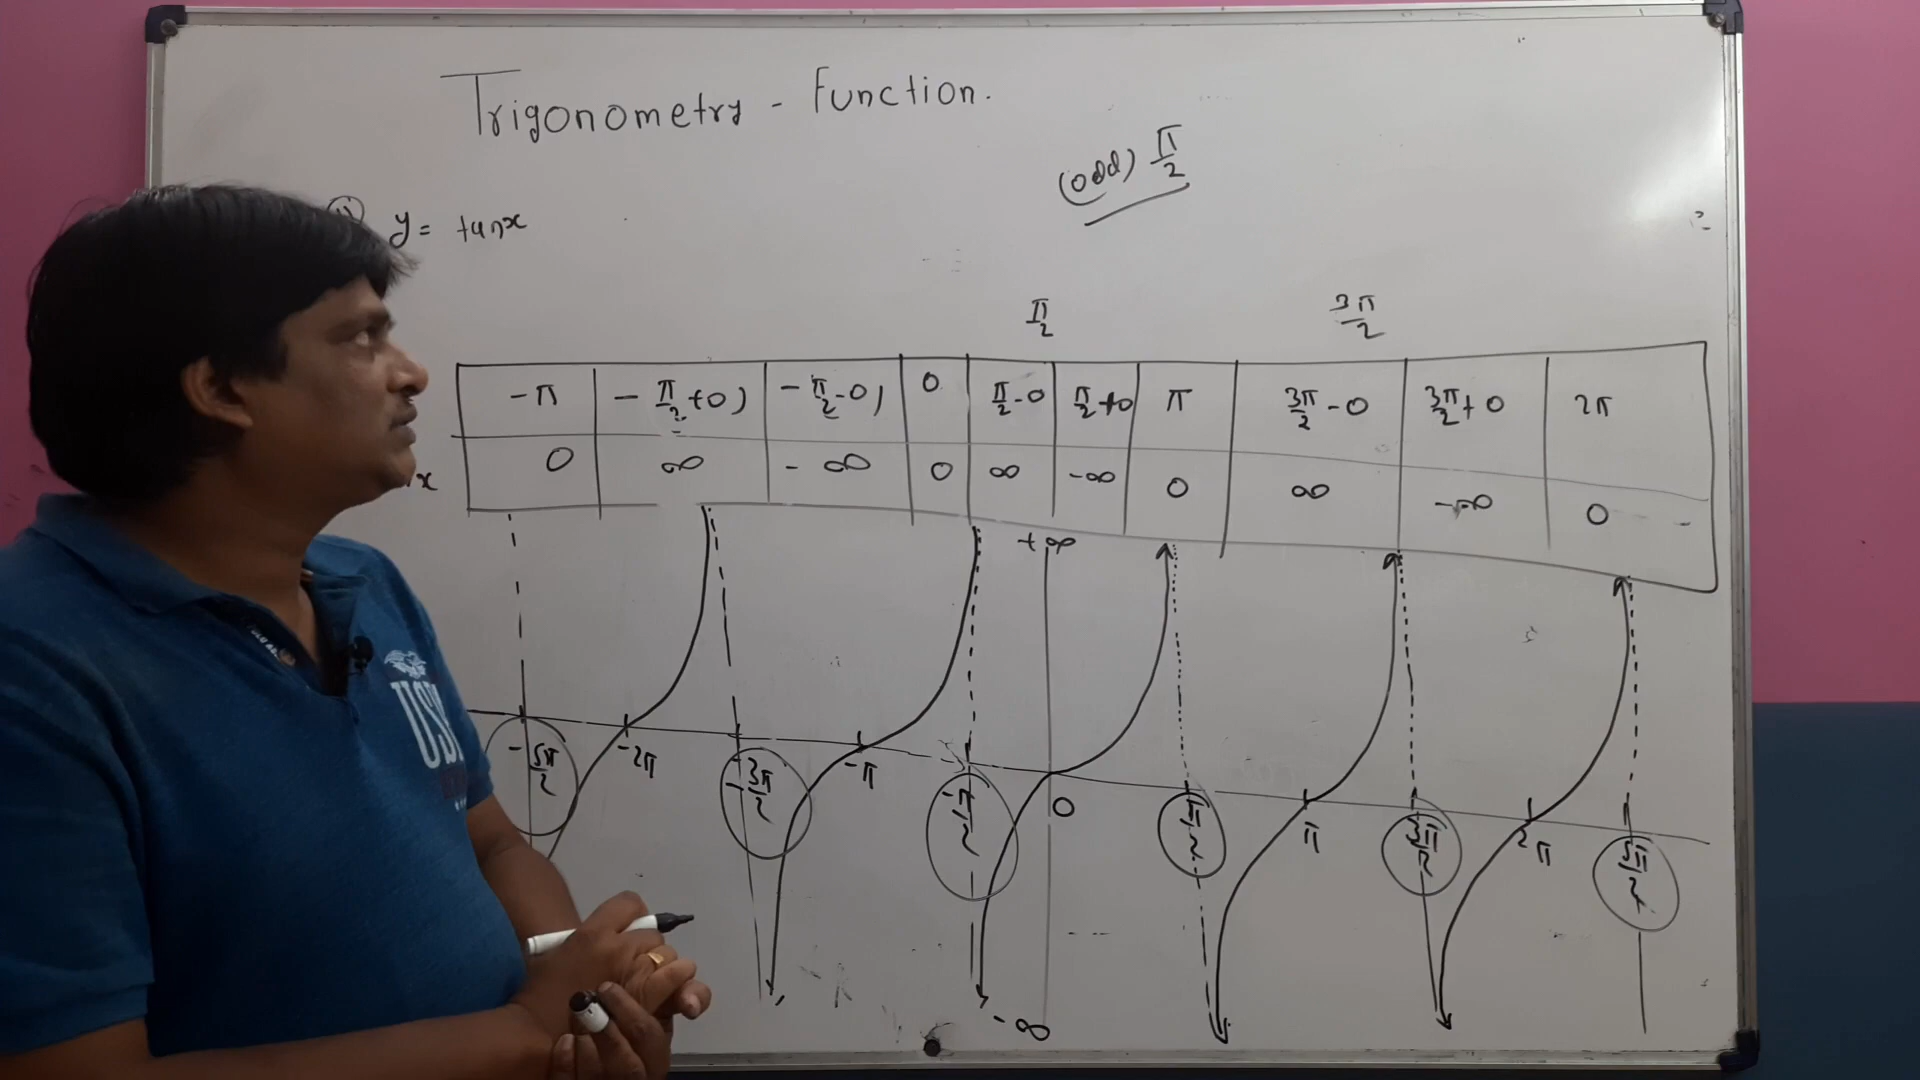 Trigonometry - Function.
(odd) π/2
y = tanx
π/2 3π/2
-π -π/2+0) -π/2-0) 0 π/2-0 π/2+0 π 3π/2-0 3π/2+0 2π
x 0 ∞ -∞ 0 ∞ -∞ 0 ∞ -∞ 0
+∞
-5π/2 -2π -3π/2 -π -π/2 0 π/2 π 3π/2 2π 5π/2
-∞
US